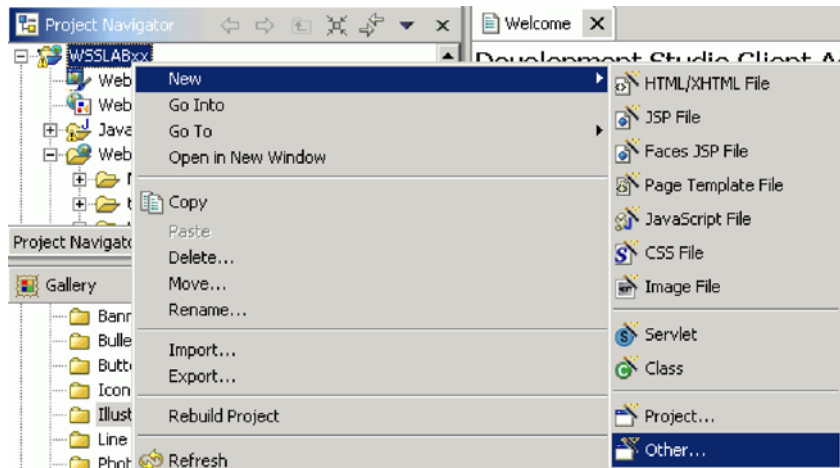 Project Navigator
Welcome
WSSLABxx
Development Studio Client A
Web
Web
Java
Web
Project Navigato
Gallery
Bann
Bulle
Butt
Icon
Illust
Line
Phot
New
Go Into
Go To
Open in New Window
Copy
Paste
Delete...
Move...
Rename...
Import...
Export...
Rebuild Project
Refresh
HTML/XHTML File
JSP File
Faces JSP File
Page Template File
JavaScript File
CSS File
Image File
Servlet
Class
Project...
Other...